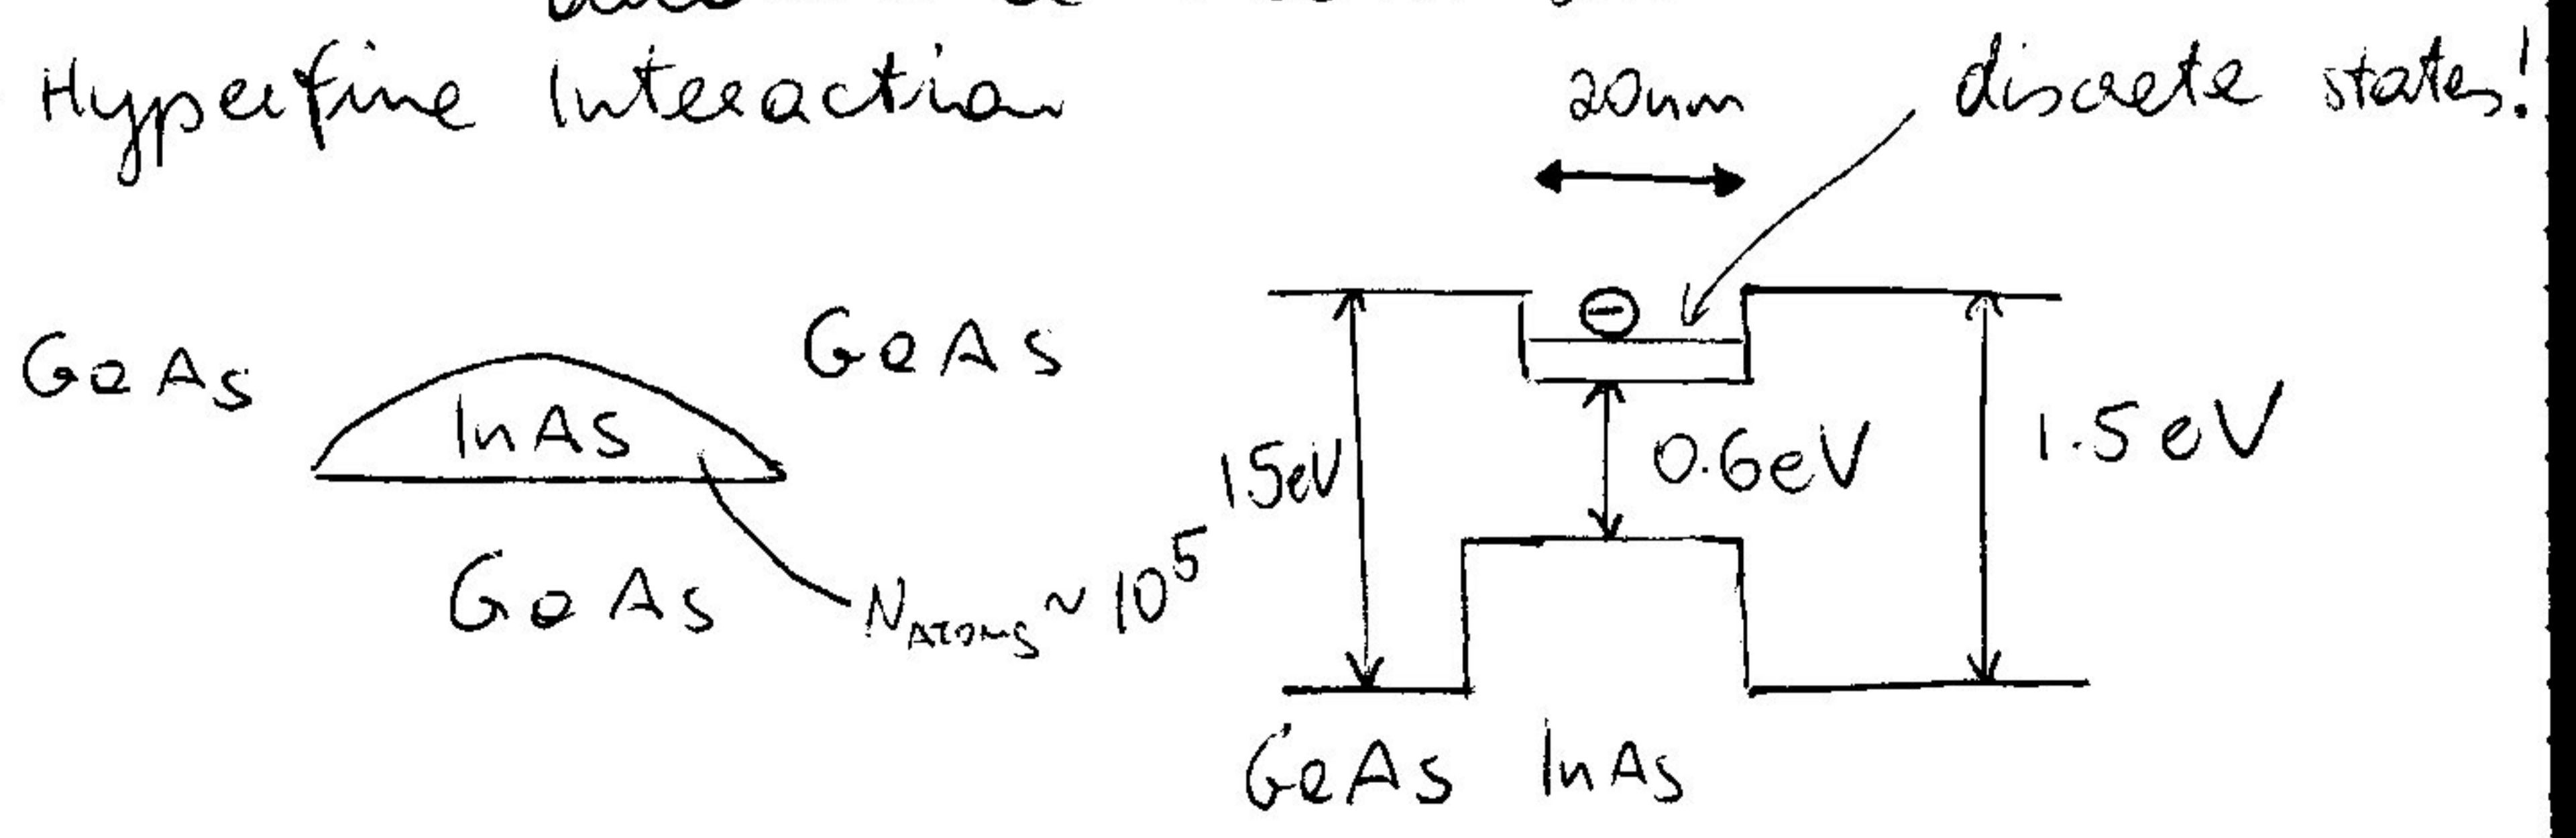 Hyperfine Interaction
20nm
discrete states!
GaAs
GaAs
InAs
GaAs
N_ATOMS ~ 10^5
1.5eV
0.6eV
1.5eV
GaAs InAs